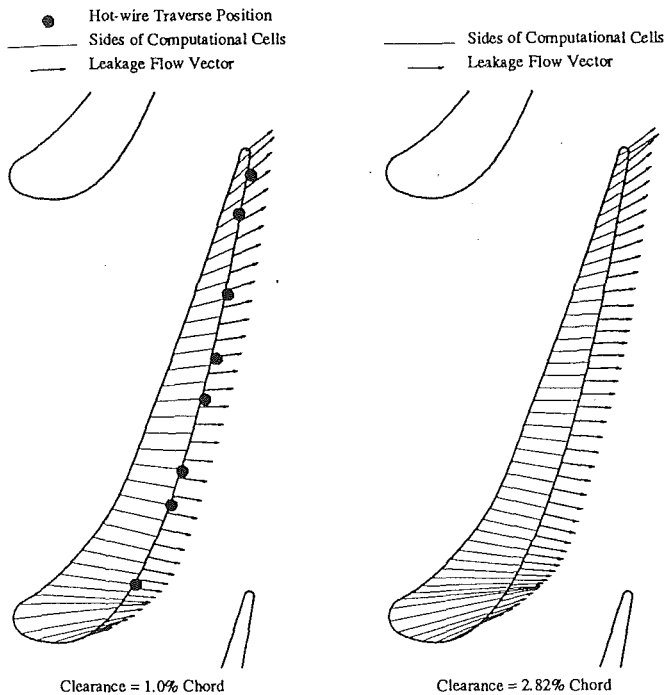 Hot-wire Traverse Position
Sides of Computational Cells
Leakage Flow Vector
Sides of Computational Cells
Leakage Flow Vector
Clearance = 1.0% Chord
Clearance = 2.82% Chord